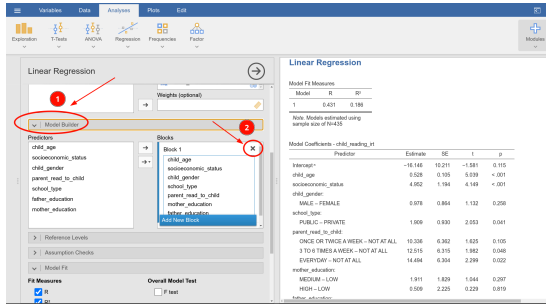 Variables Data Analyses Plots Edit
Exploration T-Tests ANOVA Regression Frequencies Factor Modules
Linear Regression
Weights (optional)
1
Model Builder
2
Predictors
Blocks
child_age
socioeconomic_status
child_gender
parent_read_to_child
school_type
father_education
mother_education
Block 1
child_age
socioeconomic_status
child_gender
school_type
parent_read_to_child
mother_education
father_education
Add New Block
Reference Levels
Assumption Checks
Model Fit
Fit Measures
Overall Model Test
R
F test
R²
Linear Regression
Model Fit Measures
Model R R²
1 0.431 0.186
Note. Models estimated using
sample size of N=435
Model Coefficients - child_reading_irt
Predictor Estimate SE t p
Intercept ᵃ -16.146 10.211 -1.581 0.115
child_age 0.528 0.105 5.039 < .001
socioeconomic_status 4.952 1.194 4.149 < .001
child_gender:
MALE – FEMALE 0.978 0.864 1.132 0.258
school_type:
PUBLIC – PRIVATE 1.909 0.930 2.053 0.041
parent_read_to_child:
ONCE OR TWICE A WEEK – NOT AT ALL 10.336 6.362 1.625 0.105
3 TO 6 TIMES A WEEK – NOT AT ALL 12.515 6.315 1.982 0.048
EVERYDAY – NOT AT ALL 14.494 6.304 2.299 0.022
mother_education:
MEDIUM – LOW 1.911 1.829 1.044 0.297
HIGH – LOW 0.509 2.225 0.229 0.819
father_education: